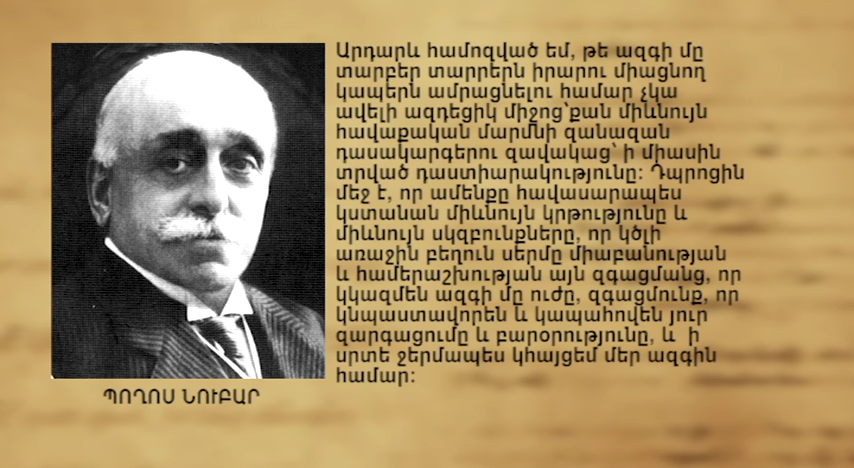 Արդարև համոզված եմ, թե ազգի մը
տարբեր տարրերն իրարու միացնող
կապերն ամրացնելու համար չկա
ավելի ազդեցիկ միջոց՝քան միևնույն
հավաքական մարմնի զանազան
դասակարգերու զավակաց՝ ի միասին
տրված դաստիարակությունը: Դպրոցին
մեջ է, որ ամենքը հավասարապես
կստանան միևնույն կրթությունը և
միևնույն սկզբունքները, որ կծլի
առաջին բեղուն սերմը միաբանության
և համերաշխության այն զգացմանց, որ
կկազմեն ազգի մը ուժը, զգացմունք, որ
կնպաստավորեն և կապահովեն յուր
զարգացումը և բարօրությունը, և ի
սրտե ջերմապես կհայցեմ մեր ազգին
համար:
ՊՈՂՈՍ ՆՈՒԲԱՐ